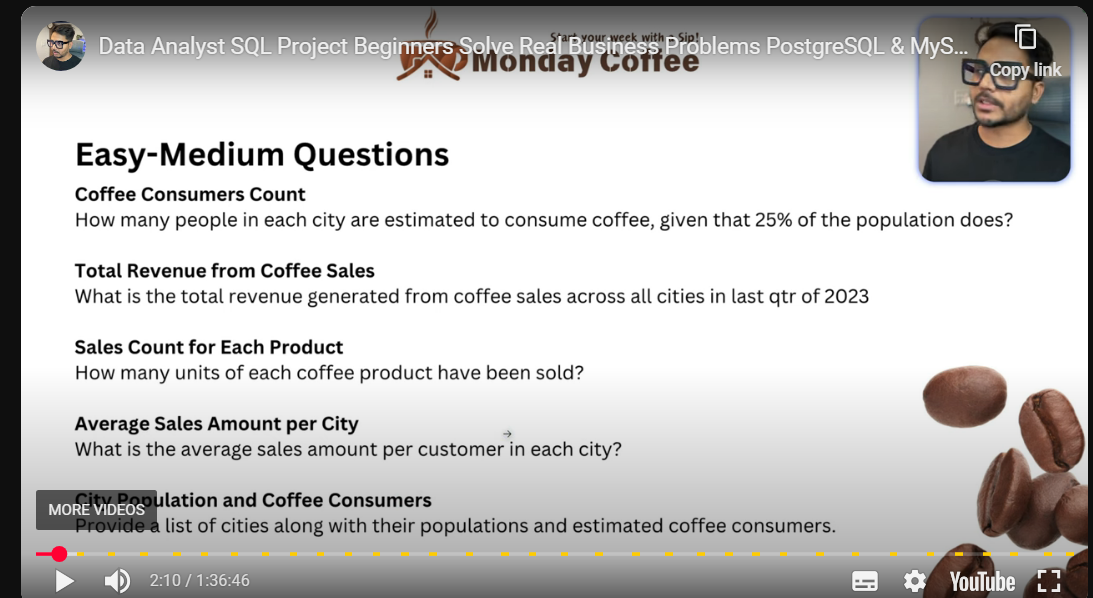 Data Analyst SQL Project Beginners Solve Real Business Problems PostgreSQL & MyS...
Start your week with a Sip!
Monday Coffee
Copy link
Easy-Medium Questions
Coffee Consumers Count
How many people in each city are estimated to consume coffee, given that 25% of the population does?
Total Revenue from Coffee Sales
What is the total revenue generated from coffee sales across all cities in last qtr of 2023
Sales Count for Each Product
How many units of each coffee product have been sold?
Average Sales Amount per City
What is the average sales amount per customer in each city?
City Population and Coffee Consumers
MORE VIDEOS
Provide a list of cities along with their populations and estimated coffee consumers.
2:10 / 1:36:46
YouTube